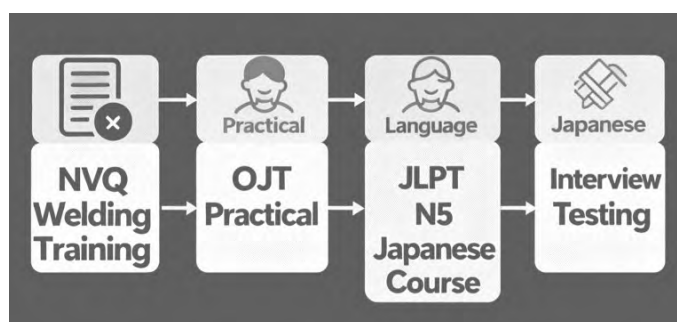 Practical
Language
Japanese
NVQ
Welding
Training
OJT
Practical
JLPT
N5
Japanese
Course
Interview
Testing